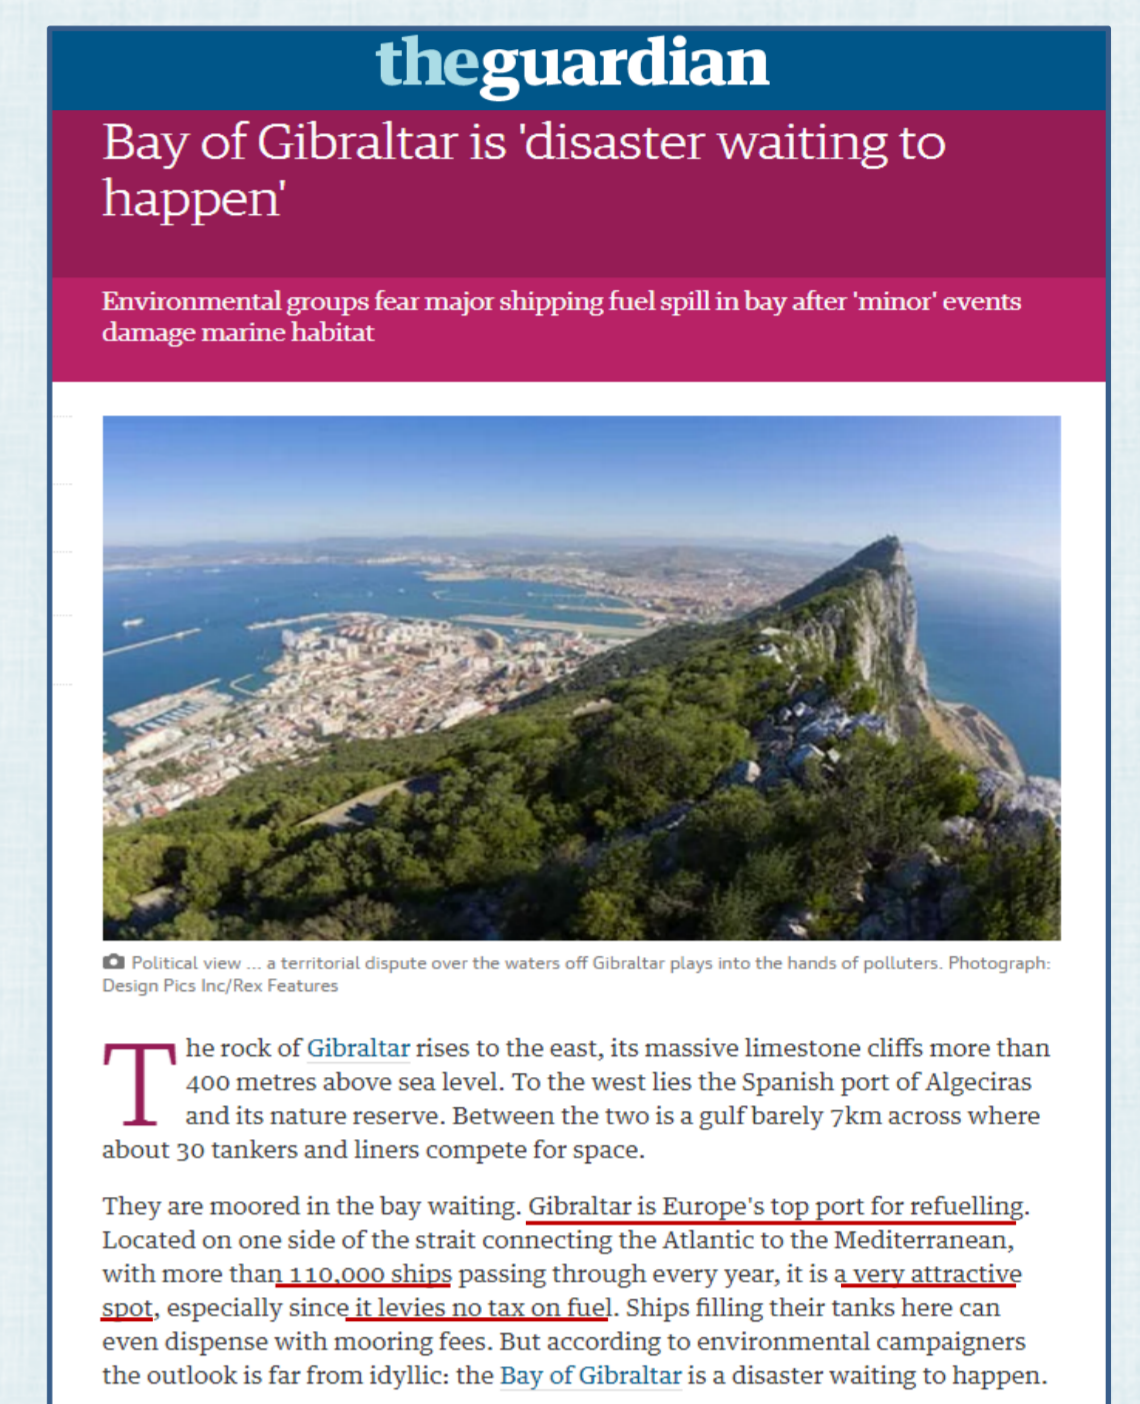 theguardian
Bay of Gibraltar is 'disaster waiting to
happen'
Environmental groups fear major shipping fuel spill in bay after 'minor' events
damage marine habitat
Political view ... a territorial dispute over the waters off Gibraltar plays into the hands of polluters. Photograph:
Design Pics Inc/Rex Features
The rock of Gibraltar rises to the east, its massive limestone cliffs more than
400 metres above sea level. To the west lies the Spanish port of Algeciras
and its nature reserve. Between the two is a gulf barely 7km across where
about 30 tankers and liners compete for space.
They are moored in the bay waiting. Gibraltar is Europe's top port for refuelling.
Located on one side of the strait connecting the Atlantic to the Mediterranean,
with more than 110,000 ships passing through every year, it is a very attractive
spot, especially since it levies no tax on fuel. Ships filling their tanks here can
even dispense with mooring fees. But according to environmental campaigners
the outlook is far from idyllic: the Bay of Gibraltar is a disaster waiting to happen.